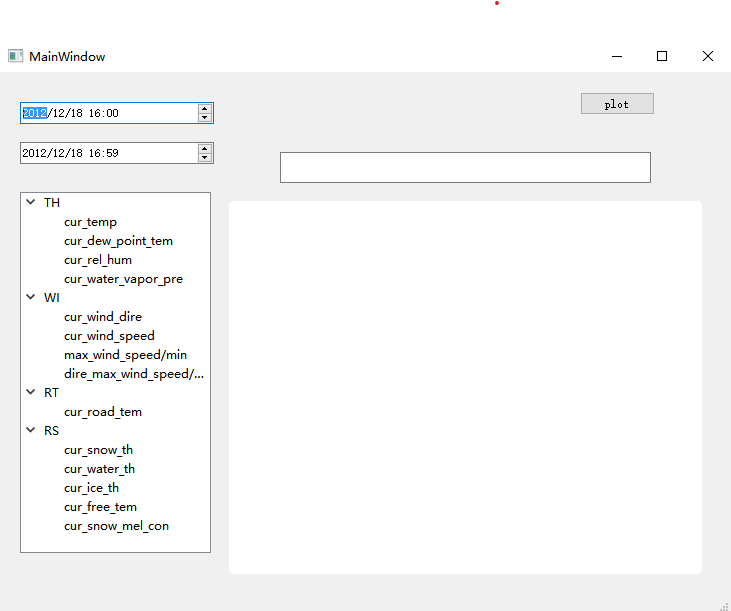 MainWindow
plot
2012/12/18 16:00
2012/12/18 16:59
TH
cur_temp
cur_dew_point_tem
cur_rel_hum
cur_water_vapor_pre
WI
cur_wind_dire
cur_wind_speed
max_wind_speed/min
dire_max_wind_speed/...
RT
cur_road_tem
RS
cur_snow_th
cur_water_th
cur_ice_th
cur_free_tem
cur_snow_mel_con